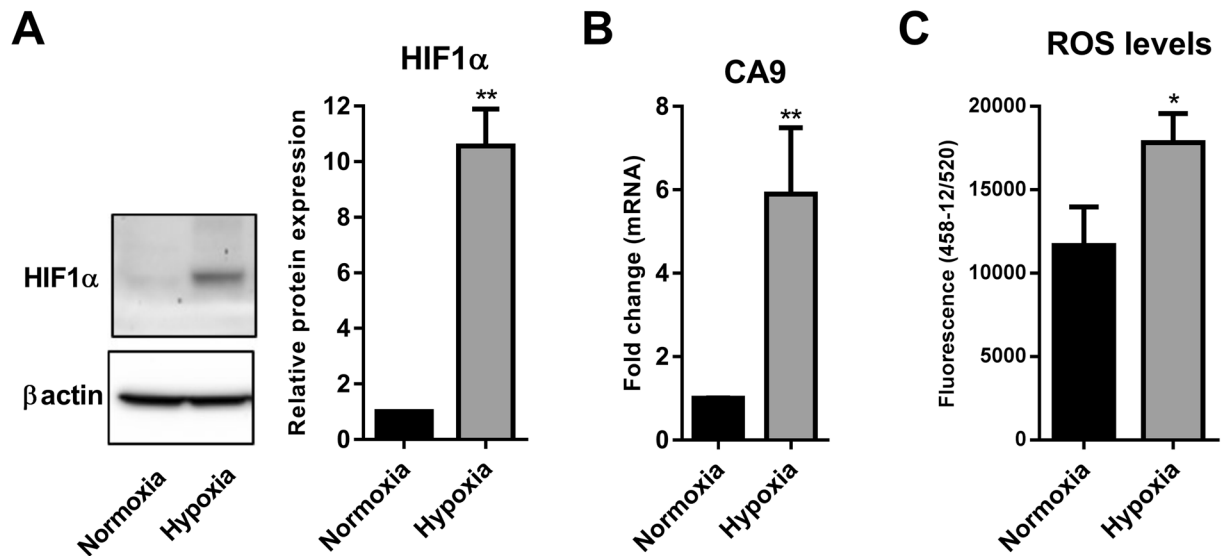 A
HIF1α
β actin
Normoxia
Hypoxia
HIF1α
Relative protein expression
12
10
8
6
4
2
0
**
Normoxia
Hypoxia
B
CA9
Fold change (mRNA)
8
6
4
2
0
**
Normoxia
Hypoxia
C
ROS levels
Fluorescence (458-12/520)
20000
15000
10000
5000
0
*
Normoxia
Hypoxia